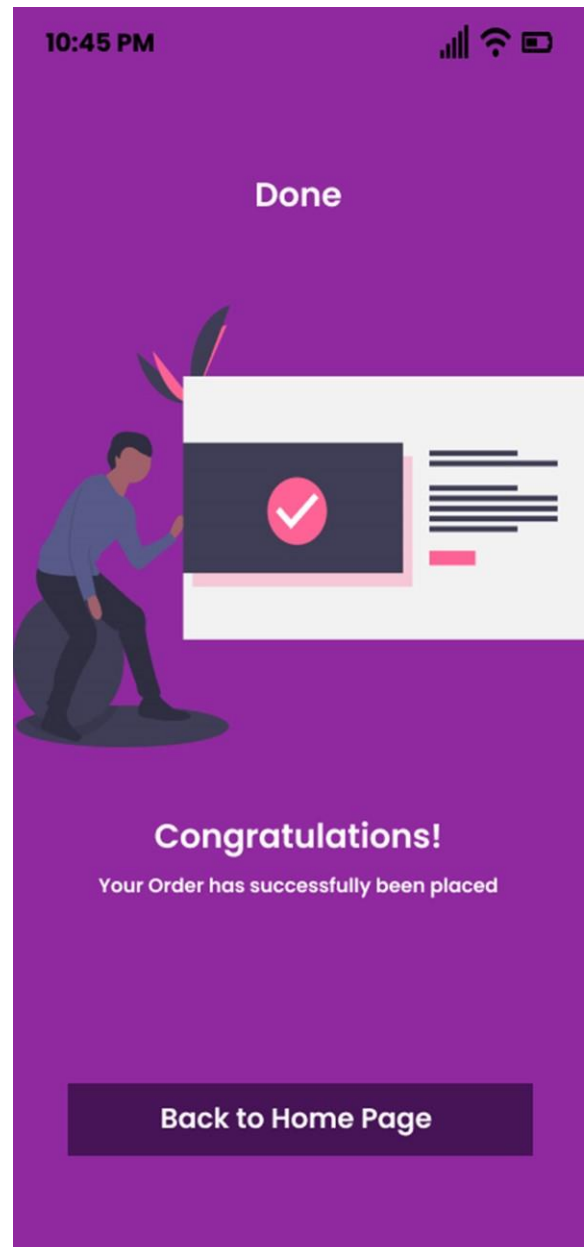 10:45 PM
Done
Congratulations!
Your Order has successfully been placed
Back to Home Page